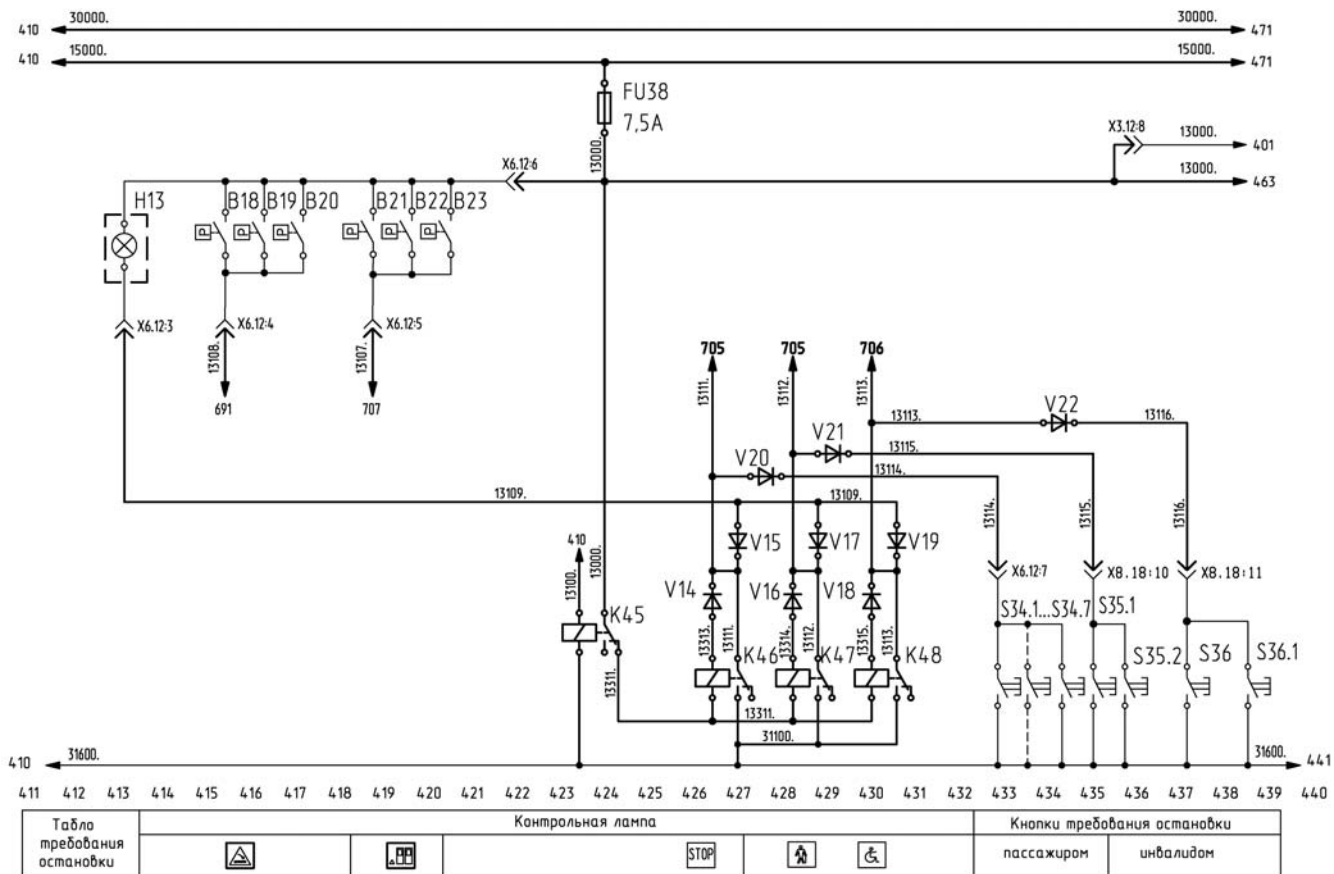 30000. 30000.
410 471
15000. 15000.
410 471
FU38
7,5А
X3.12:8
13000. 401
13000.
X6.12:6
13000. 463
H13 B18 B19 B20 B21 B22 B23
P P P P P P
X6.12:3 X6.12:4 X6.12:5
13108. 13107.
691 707
705 705 706
13111. 13112. 13113.
V22
13113. 13116.
V21
13115.
V20
13114.
13109. 13109.
13114. 13115. 13116.
V15 V17 V19
410
13100. 13000.
X6.12:7 X8.18:10 X8.18:11
V14 V16 V18
K45
S34.1...S34.7 S35.1
13313. 13111. 13314. 13112. 13315. 13113.
K46 K47 K48
S35.2 S36 S36.1
13311.
13311.
31100.
31600. 31600.
410 441
411 412 413 414 415 416 417 418 419 420 421 422 423 424 425 426 427 428 429 430 431 432 433 434 435 436 437 438 439 440
Табло
требования
остановки
Контрольная лампа
STOP
Кнопки требования остановки
пассажиром инвалидом